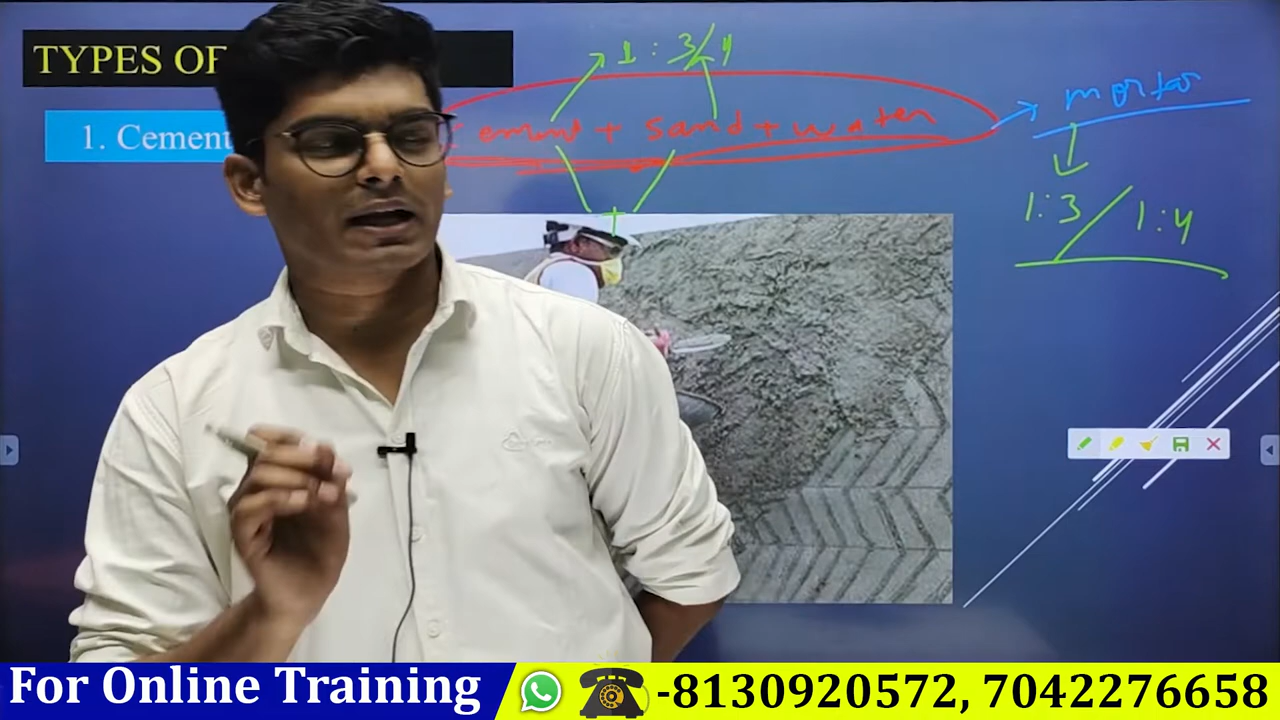 TYPES OF
1. Cement
1 : 3/4
ement + sand + water
mortar
1:3 / 1:4
For Online Training
-8130920572, 7042276658